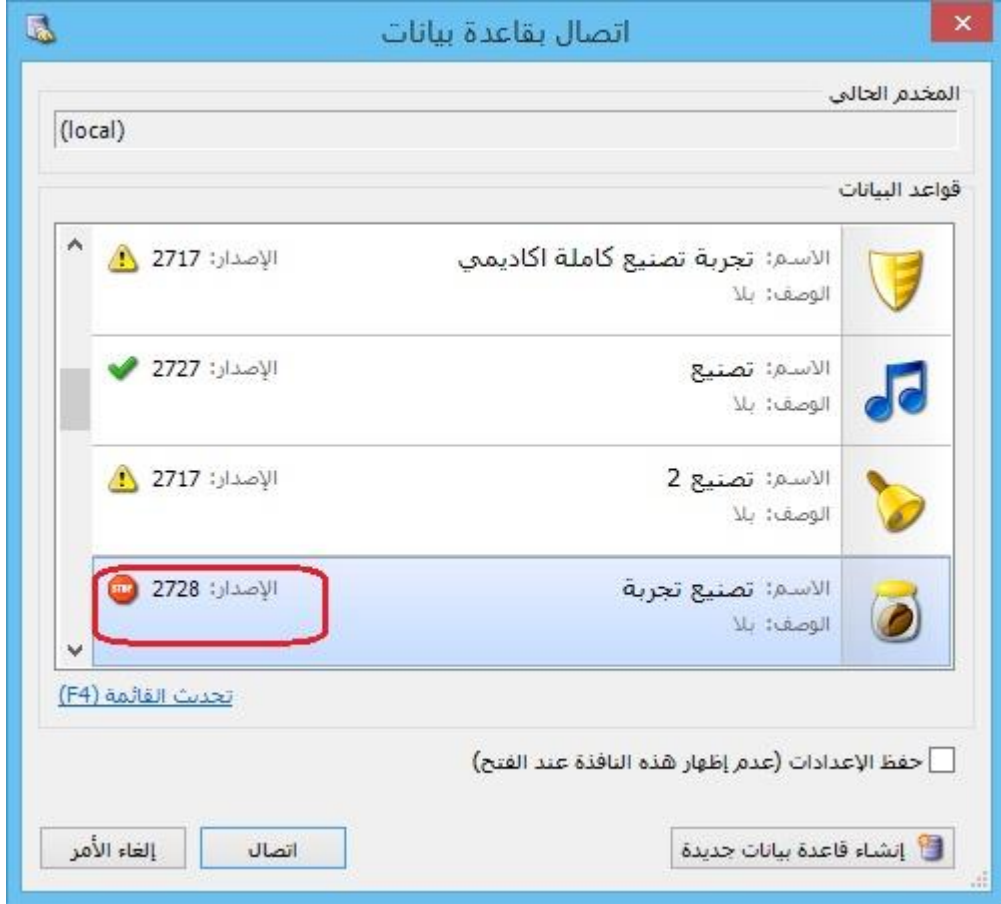 اتصال بقاعدة بيانات
المخدم الحالي
(local)
قواعد البيانات
الاسم: تجربة تصنيع كاملة اكاديمي الإصدار: 2717
الوصف: بلا
الاسم: تصنيع الإصدار: 2727
الوصف: بلا
الاسم: تصنيع 2 الإصدار: 2717
الوصف: بلا
الاسم: تصنيع تجربة الإصدار: 2728 STOP
الوصف: بلا
تحديث القائمة (F4)
حفظ الإعدادات (عدم إظهار هذه النافذة عند الفتح)
إنشاء قاعدة بيانات جديدة اتصال إلغاء الأمر